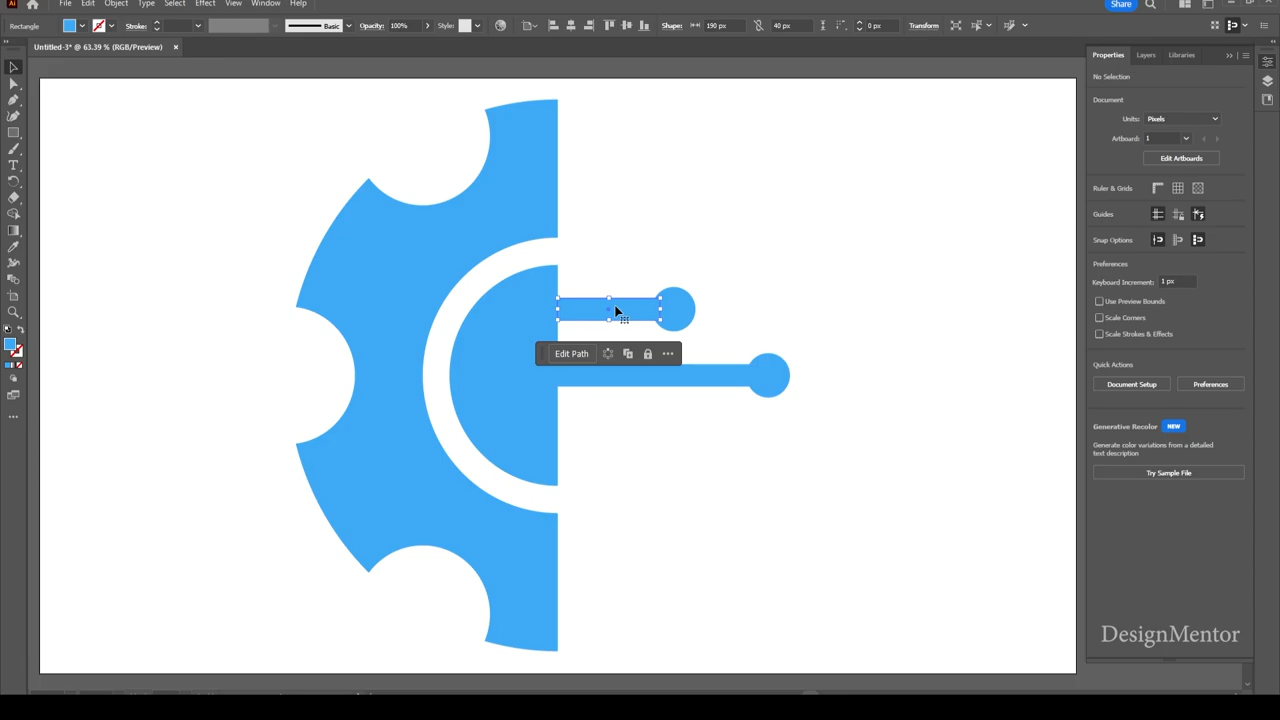 File Edit Object Type Select Effect View Window Help
Share
Rectangle Stroke: Basic Opacity: 100% Style: Shape: 190 px 40 px 0 px Transform
Untitled-3* @ 63.39 % (RGB/Preview) ×
Properties Layers Libraries
No Selection
Document
Units: Pixels
Artboard: 1
Edit Artboards
Ruler & Grids
Guides
Snap Options
Preferences
Keyboard Increment: 1 px
Use Preview Bounds
Scale Corners
Scale Strokes & Effects
Edit Path
Quick Actions
Document Setup Preferences
Generative Recolor NEW
Generate color variations from a detailed
text description
Try Sample File
DesignMentor